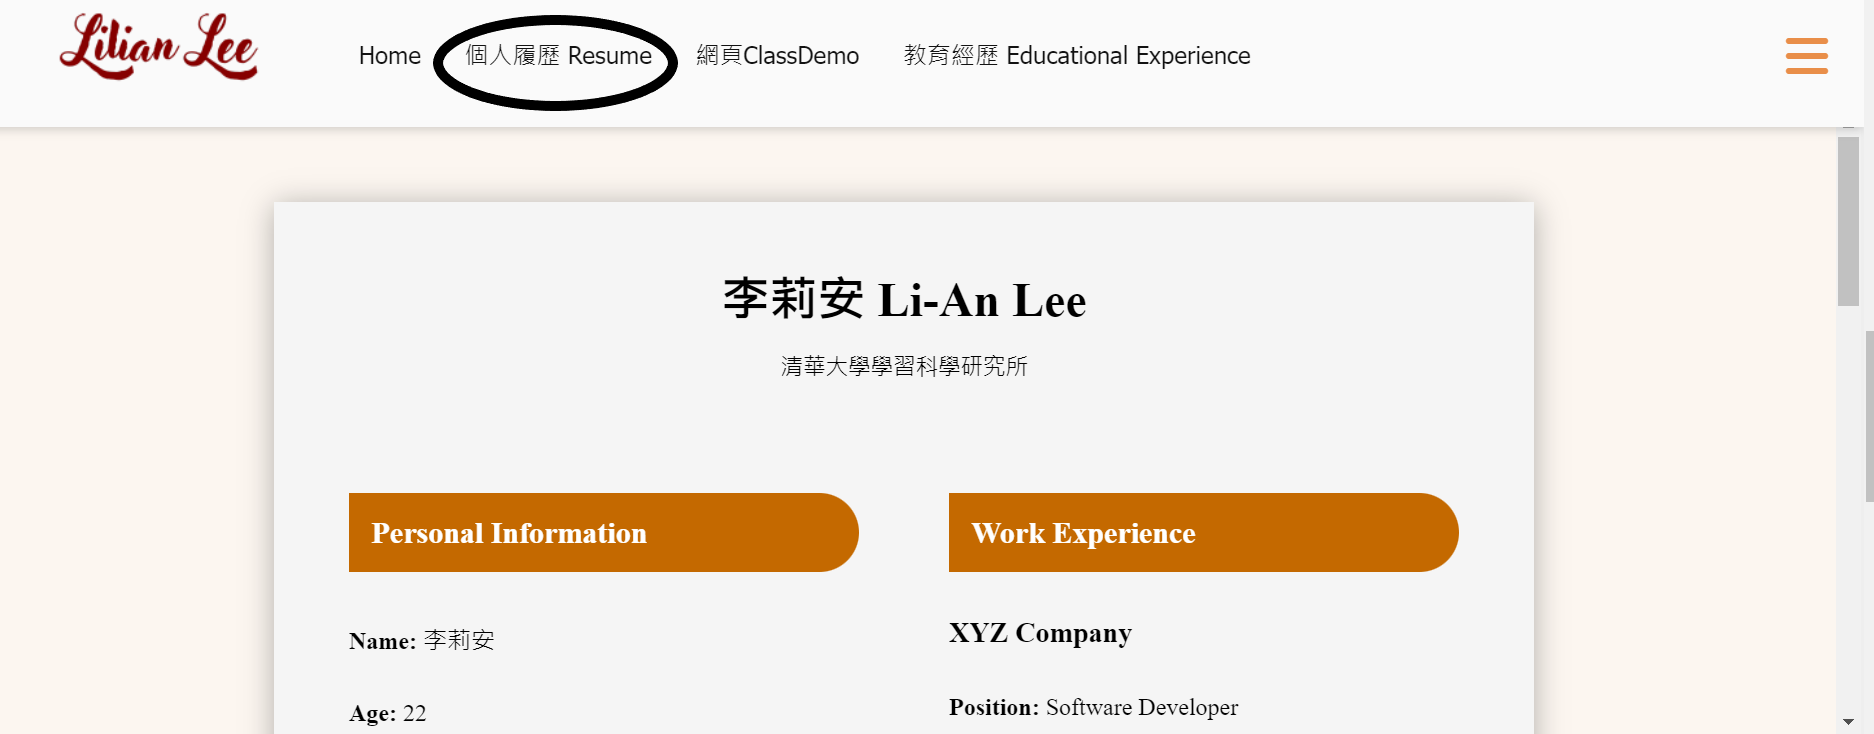 Lilian Lee
Home 個人履歷 Resume 網頁ClassDemo 教育經歷 Educational Experience
李莉安 Li-An Lee
清華大學學習科學研究所
Personal Information
Name: 李莉安
Age: 22
Work Experience
XYZ Company
Position: Software Developer